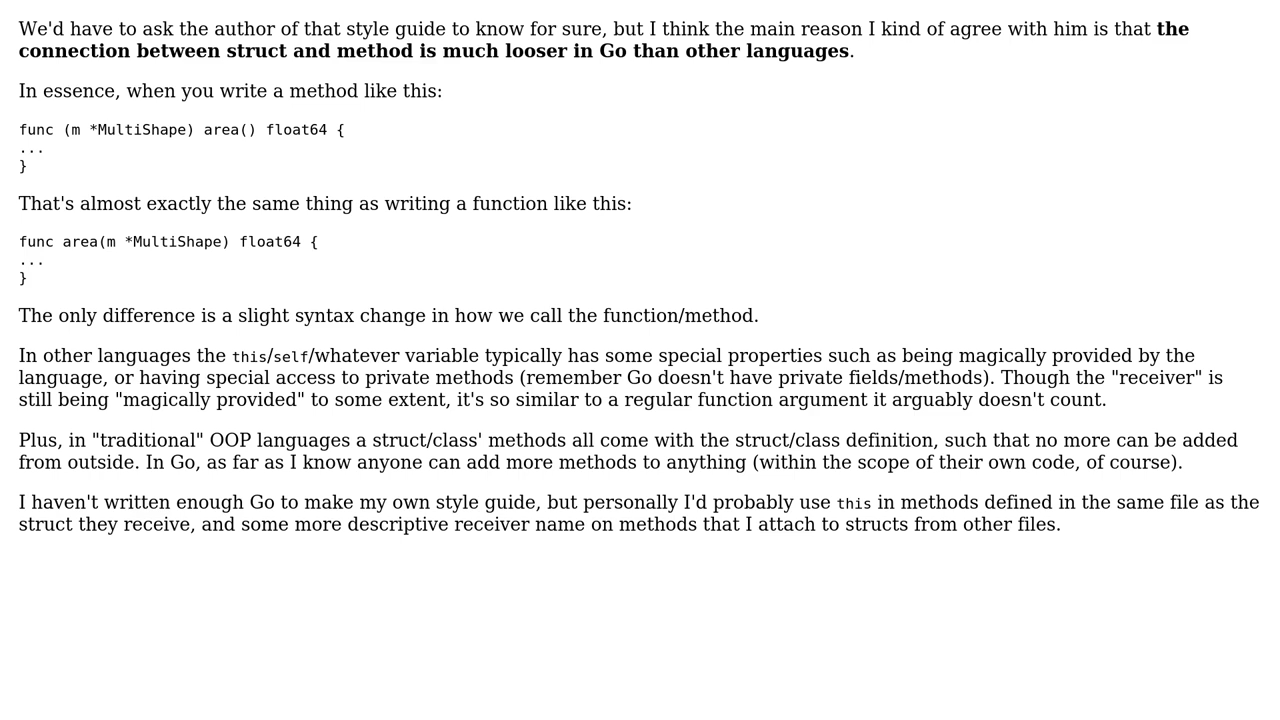 We'd have to ask the author of that style guide to know for sure, but I think the main reason I kind of agree with him is that the
connection between struct and method is much looser in Go than other languages.
In essence, when you write a method like this:
func (m *MultiShape) area() float64 {
...
}
That's almost exactly the same thing as writing a function like this:
func area(m *MultiShape) float64 {
...
}
The only difference is a slight syntax change in how we call the function/method.
In other languages the this/self/whatever variable typically has some special properties such as being magically provided by the
language, or having special access to private methods (remember Go doesn't have private fields/methods). Though the "receiver" is
still being "magically provided" to some extent, it's so similar to a regular function argument it arguably doesn't count.
Plus, in "traditional" OOP languages a struct/class' methods all come with the struct/class definition, such that no more can be added
from outside. In Go, as far as I know anyone can add more methods to anything (within the scope of their own code, of course).
I haven't written enough Go to make my own style guide, but personally I'd probably use this in methods defined in the same file as the
struct they receive, and some more descriptive receiver name on methods that I attach to structs from other files.